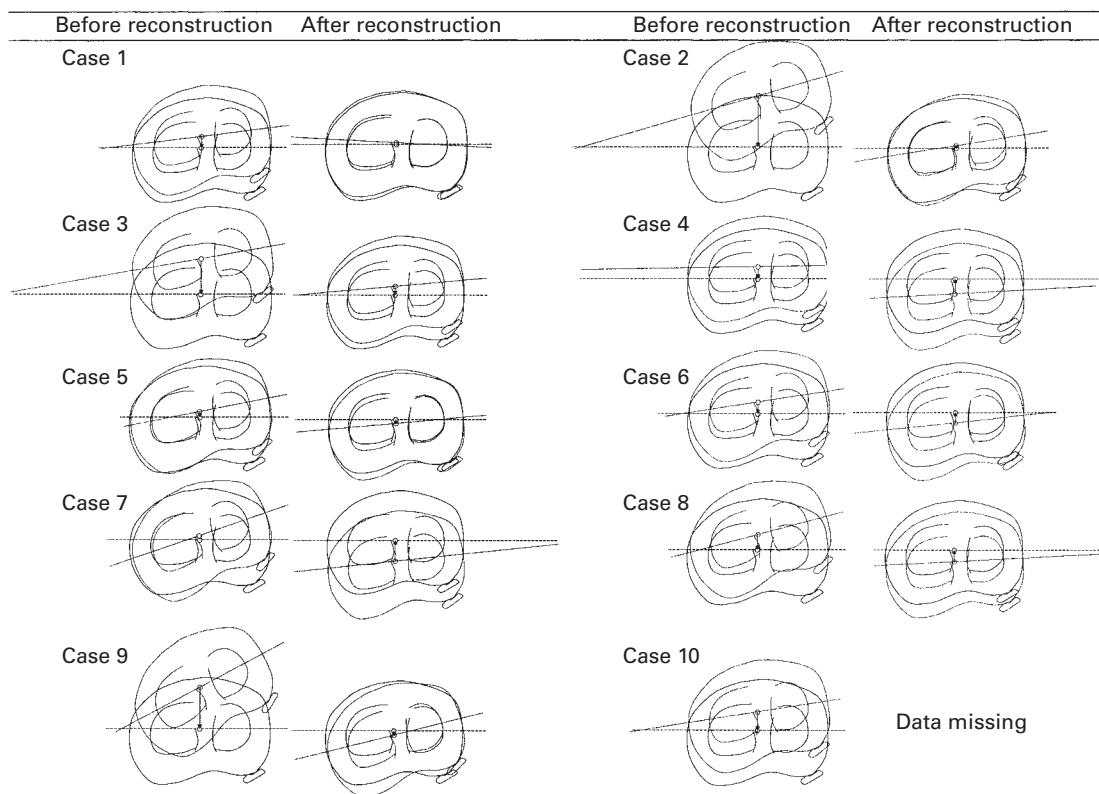 Before reconstruction After reconstruction Before reconstruction After reconstruction
Case 1 Case 2
Case 3 Case 4
Case 5 Case 6
Case 7 Case 8
Case 9 Case 10
Data missing